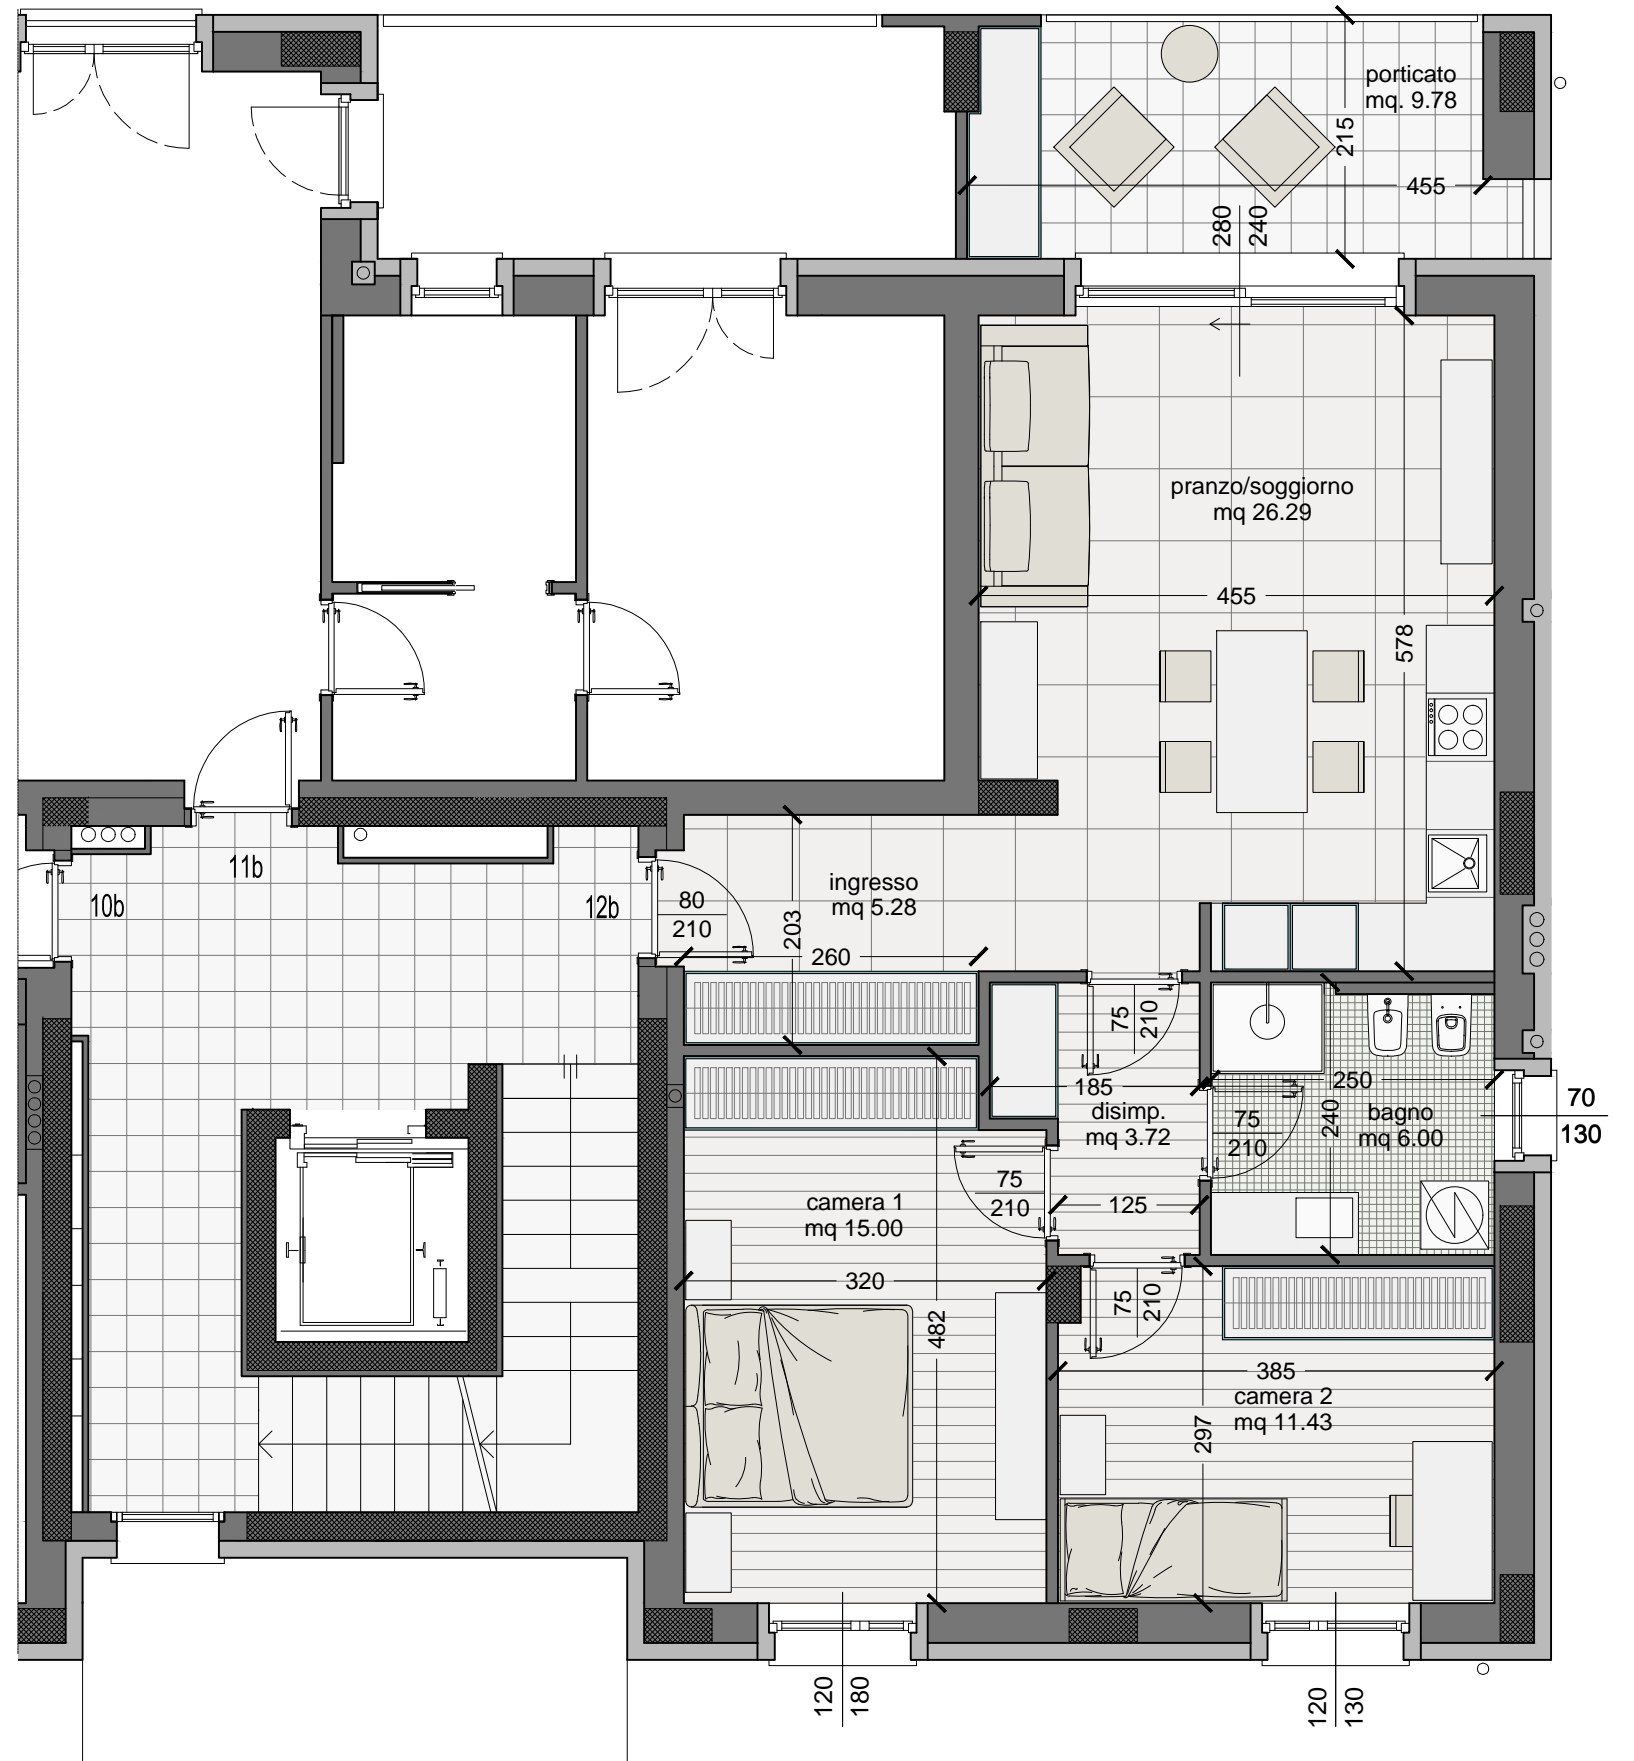 porticato
mq. 9.78
215
455
280
240
pranzo/soggiorno
mq 26.29
455
578
11b
10b
12b
80
210
ingresso
mq 5.28
203
260
75
210
185
disimp.
mq 3.72
250
240
bagno
mq 6.00
75
210
70
130
75
210
125
camera 1
mq 15.00
320
482
75
210
385
camera 2
mq 11.43
297
120
180
120
130